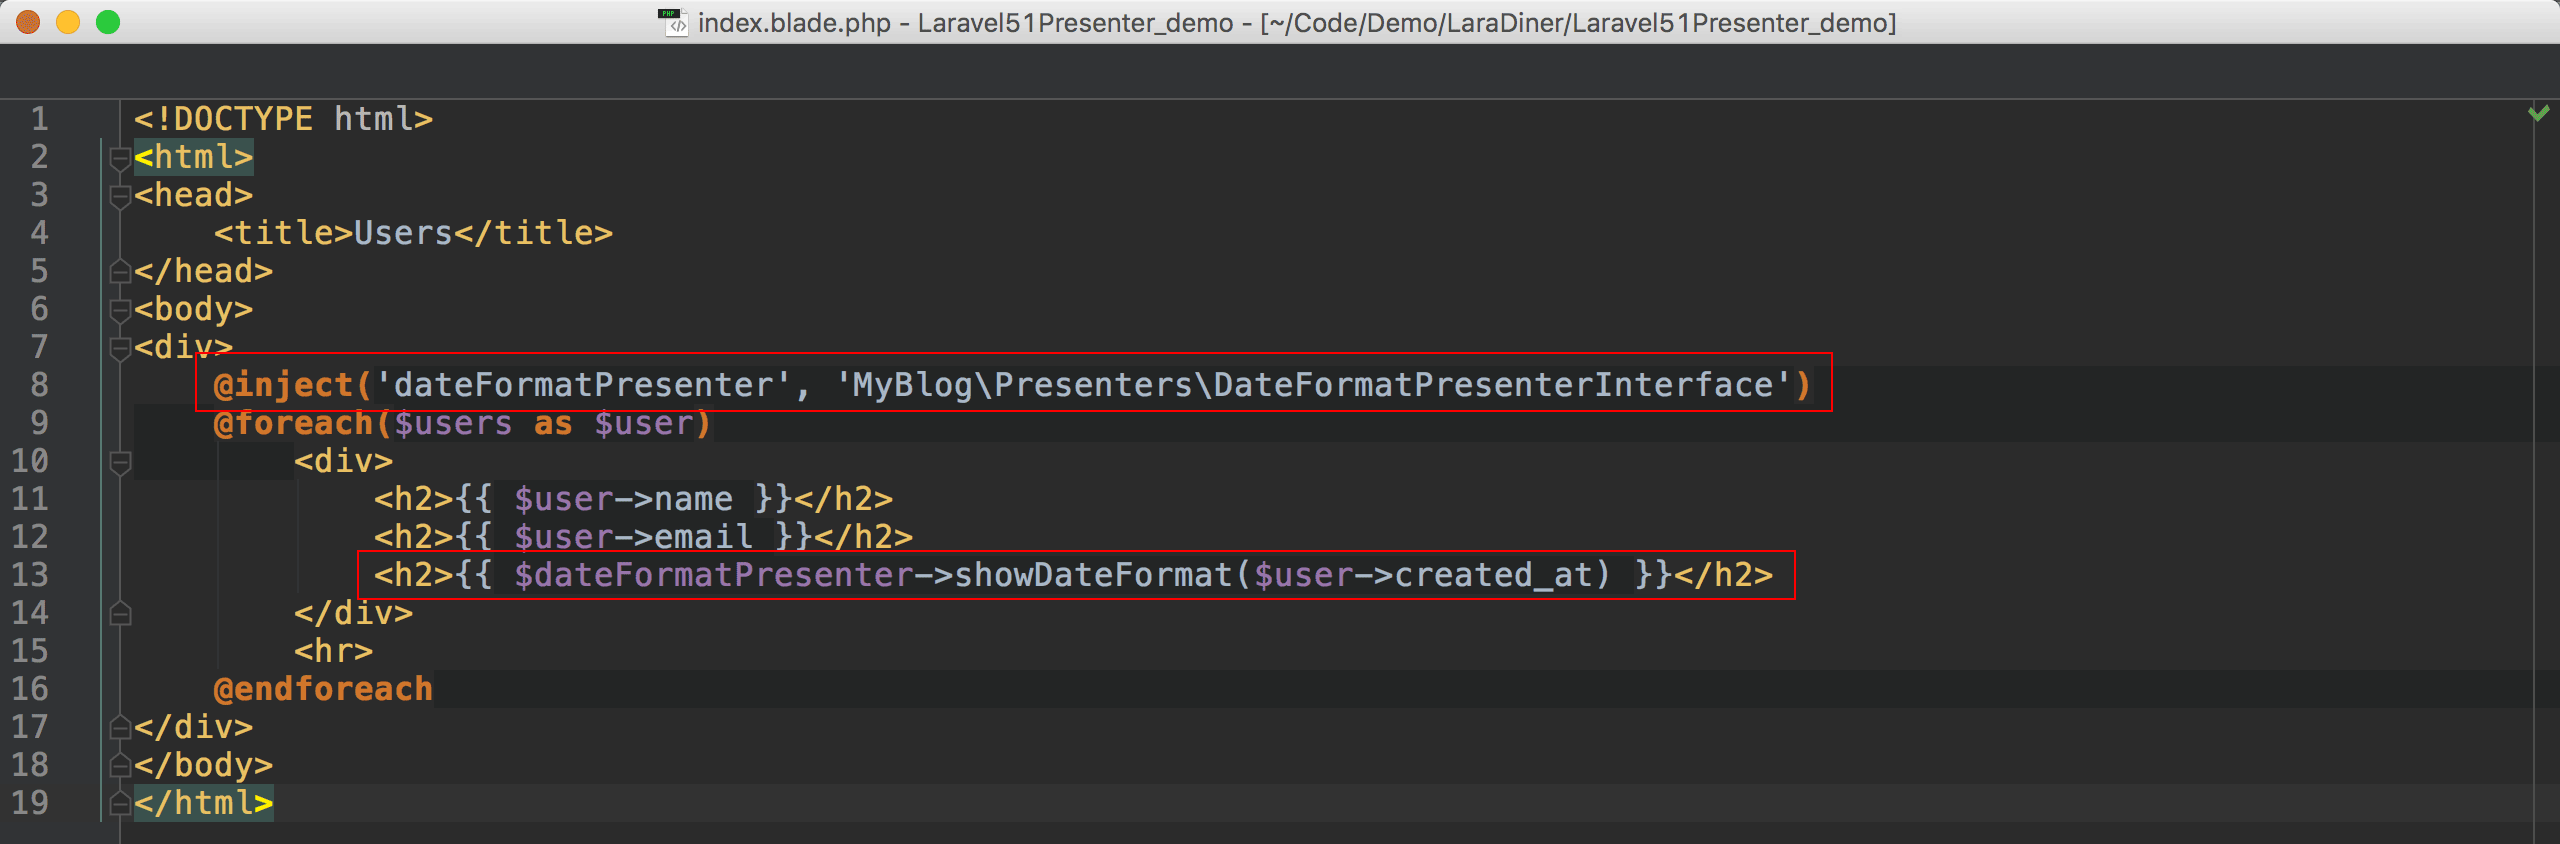 index.blade.php - Laravel51Presenter_demo - [~/Code/Demo/LaraDiner/Laravel51Presenter_demo]
1 <!DOCTYPE html>
2 <html>
3 <head>
4     <title>Users</title>
5 </head>
6 <body>
7 <div>
8     @inject('dateFormatPresenter', 'MyBlog\Presenters\DateFormatPresenterInterface')
9     @foreach($users as $user)
10         <div>
11             <h2>{{ $user->name }}</h2>
12             <h2>{{ $user->email }}</h2>
13             <h2>{{ $dateFormatPresenter->showDateFormat($user->created_at) }}</h2>
14         </div>
15         <hr>
16     @endforeach
17 </div>
18 </body>
19 </html>